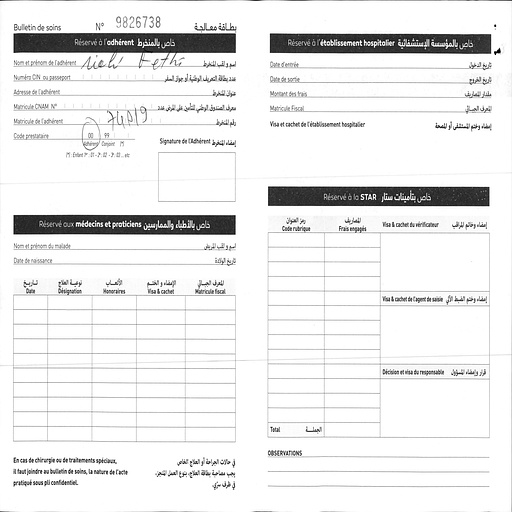 Bulletin de soins N° 9826738 بطاقة معالجة
Réservé à l'adhérent خاص بالمنخرط
Nom et prénom de l'adhérent اسم و لقب المنخرط
Numéro CIN ou passeport عدد بطاقة التعريف الوطنية أو جواز السفر
Adresse de l'adhérent عنوان المنخرط
Matricule CNAM N° معرف الصندوق الوطني للتأمين على المرض عدد
Matricule de l'adhérent رقم المنخرط
Code prestataire 00 99
Adhérent Conjoint (*)
(*) : Enfant 1er : 01 - 2 : 02 - 3 : 03 ... etc
Signature de l'Adhérent إمضاء المنخرط
Réservé aux médecins et praticiens خاص بالأطباء والممارسين
Nom et prénom du malade اسم و لقب المريض
Date de naissance تاريخ الولادة
تاريخ نوعية العلاج الأتعاب الإمضاء و الختم المعرف الجبائي
Date Désignation Honoraires Visa & cachet Matricule fiscal
En cas de chirurgie ou de traitements spéciaux,
il faut joindre au bulletin de soins, la nature de l'acte
pratiqué sous pli confidentiel.
في حالات الجراحة أو العلاج الخاص
يجب مصاحبة بطاقة العلاج، بنوع العمل المنجز،
في ظرف سري.
Réservé à l'établissement hospitalier خاص بالمؤسسة الإستشفائية
Date d'entrée تاريخ الدخول
Date de sortie تاريخ الخروج
Montant des frais مقدار المصاريف
Matricule Fiscal المعرف الجبائي
Visa et cachet de l'établissement hospitalier إمضاء وختم المستشفى أو المصحة
Réservé à la STAR خاص بتأمينات ستار
رمز العنوان المصاريف
Code rubrique Frais engagés Visa & cachet du vérificateur إمضاء وخاتم المراقب
Visa & cachet de l'agent de saisie إمضاء وختم الضبط الآلي
Décision et visa du responsable قرار وإمضاء المسؤول
Total الجملة
OBSERVATIONS